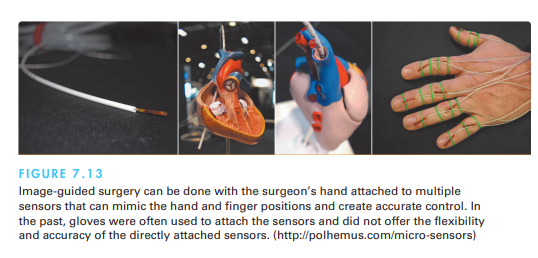 FIGURE 7.13
Image-guided surgery can be done with the surgeon's hand attached to multiple
sensors that can mimic the hand and finger positions and create accurate control. In
the past, gloves were often used to attach the sensors and did not offer the flexibility
and accuracy of the directly attached sensors. (http://polhemus.com/micro-sensors)